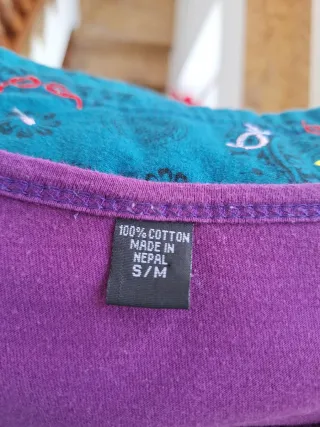 100% COTTON
MADE IN
NEPAL
S/M